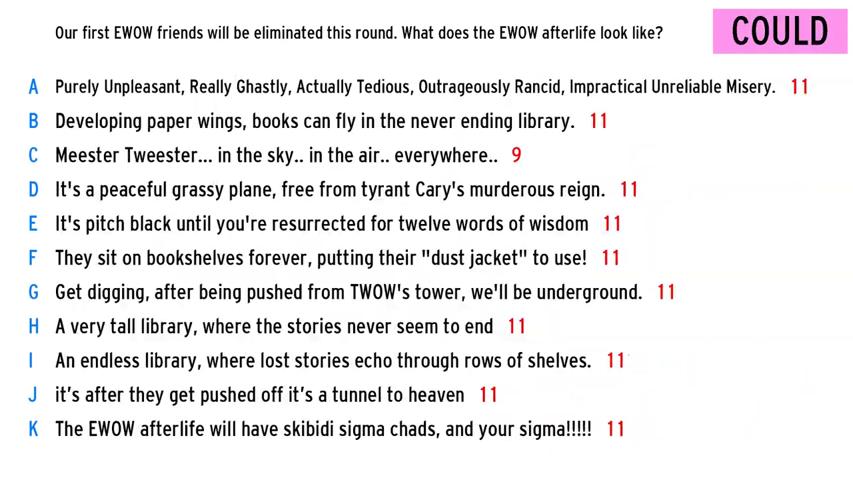 Our first EWOW friends will be eliminated this round. What does the EWOW afterlife look like?
COULD
A Purely Unpleasant, Really Ghastly, Actually Tedious, Outrageously Rancid, Impractical Unreliable Misery. 11
B Developing paper wings, books can fly in the never ending library. 11
C Meester Tweester... in the sky.. in the air.. everywhere.. 9
D It's a peaceful grassy plane, free from tyrant Cary's murderous reign. 11
E It's pitch black until you're resurrected for twelve words of wisdom 11
F They sit on bookshelves forever, putting their "dust jacket" to use! 11
G Get digging, after being pushed from TWOW's tower, we'll be underground. 11
H A very tall library, where the stories never seem to end 11
I An endless library, where lost stories echo through rows of shelves. 11
J it’s after they get pushed off it’s a tunnel to heaven 11
K The EWOW afterlife will have skibidi sigma chads, and your sigma!!!!! 11